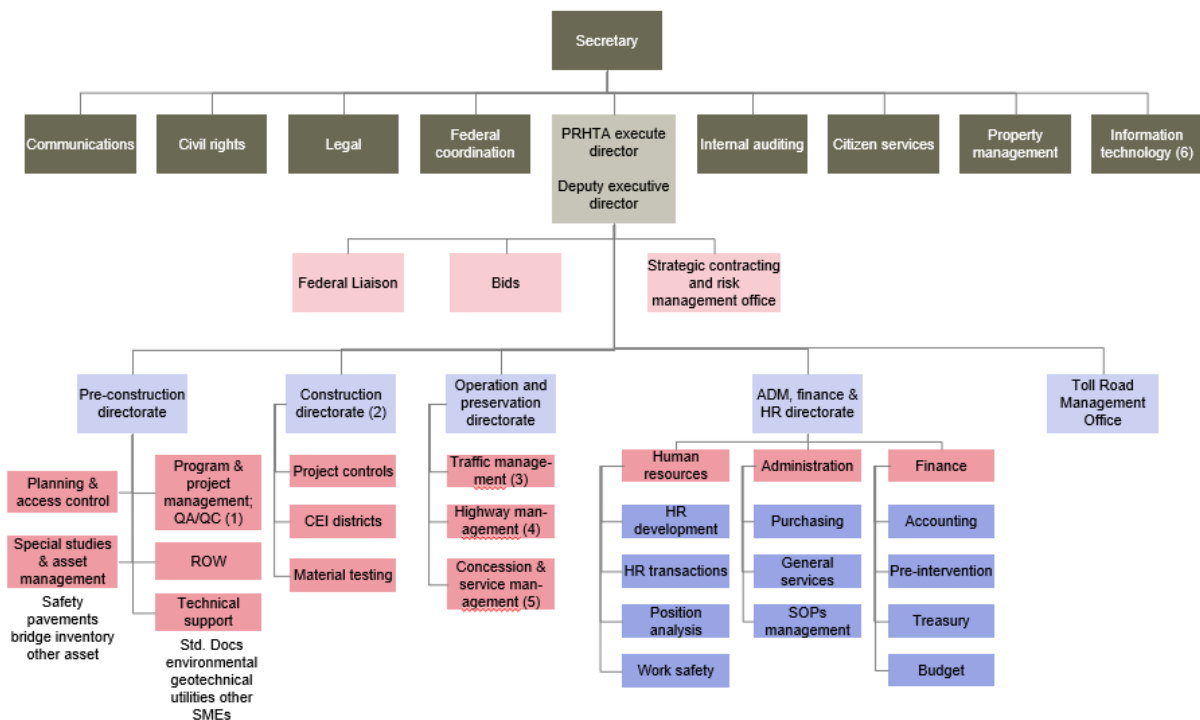 Secretary
Communications
Civil rights
Legal
Federal
coordination
PRHTA execute
director
Deputy executive
director
Internal auditing
Citizen services
Property
management
Information
technology (6)
Federal Liaison
Bids
Strategic contracting
and risk
management office
Pre-construction
directorate
Construction
directorate (2)
Operation and
preservation
directorate
ADM, finance &
HR directorate
Toll Road
Management
Office
Planning &
access control
Special studies
& asset
management
Safety
pavements
bridge inventory
other asset
Program &
project
management;
QA/QC (1)
ROW
Technical
support
Std. Docs
environmental
geotechnical
utilities other
SMEs
Project controls
CEI districts
Material testing
Traffic manage-
ment (3)
Highway man-
agement (4)
Concession &
service man-
agement (5)
Human
resources
HR
development
HR transactions
Position
analysis
Work safety
Administration
Purchasing
General
services
SOPs
management
Finance
Accounting
Pre-intervention
Treasury
Budget